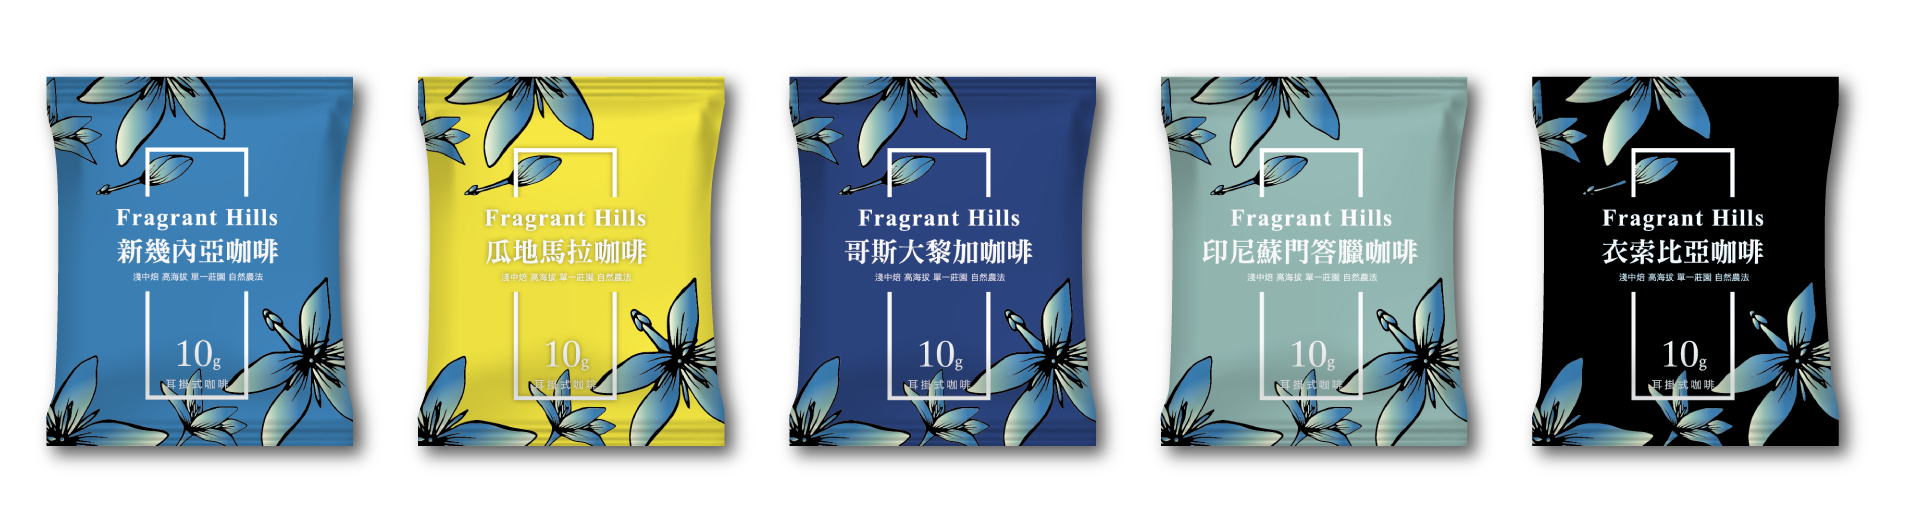 Fragrant Hills
新幾內亞咖啡
淺中焙 高海拔 單一莊園 自然農法
10g
耳掛式咖啡
Fragrant Hills
瓜地馬拉咖啡
淺中焙 高海拔 單一莊園 自然農法
10g
耳掛式咖啡
Fragrant Hills
哥斯大黎加咖啡
淺中焙 高海拔 單一莊園 自然農法
10g
耳掛式咖啡
Fragrant Hills
印尼蘇門答臘咖啡
淺中焙 高海拔 單一莊園 自然農法
10g
耳掛式咖啡
Fragrant Hills
衣索比亞咖啡
淺中焙 高海拔 單一莊園 自然農法
10g
耳掛式咖啡